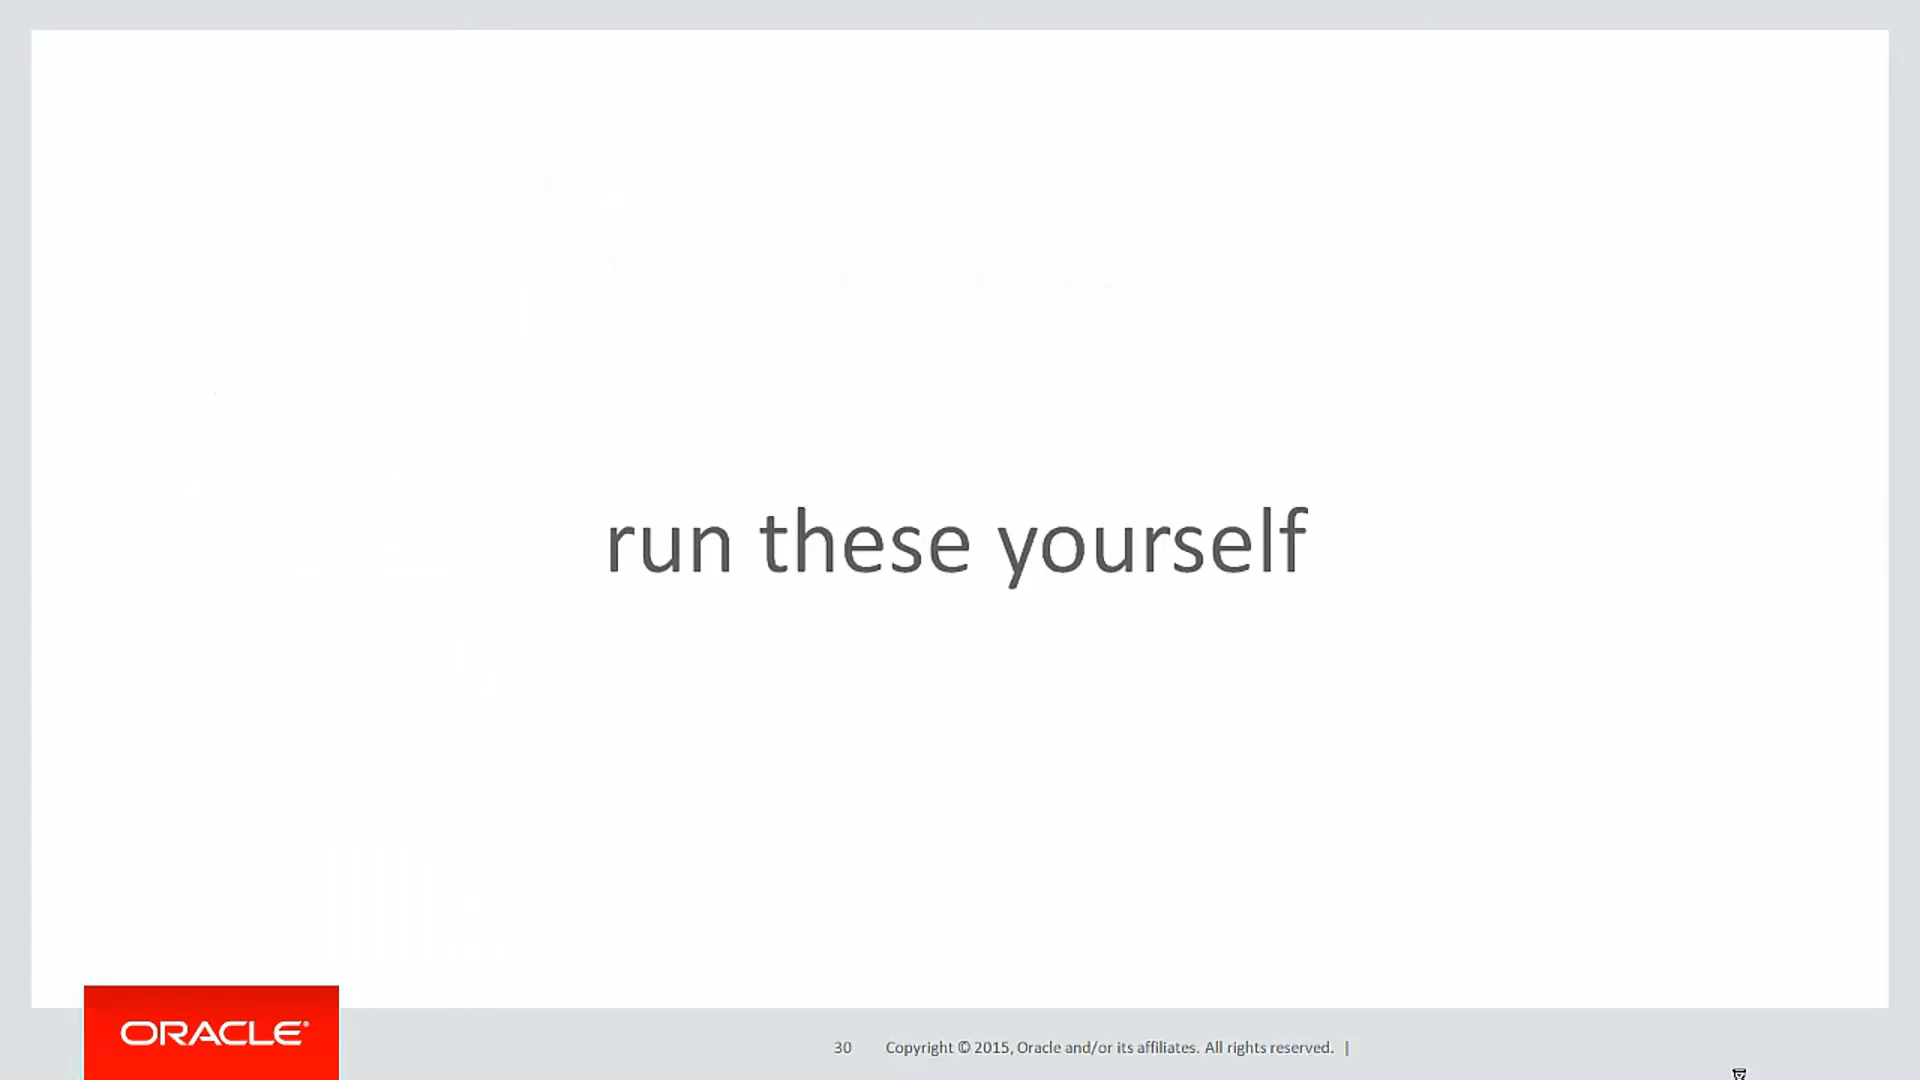 run these yourself
ORACLE®
30 Copyright © 2015, Oracle and/or its affiliates. All rights reserved. |